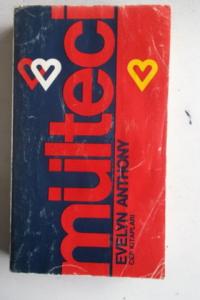 mülteci
EVELYN ANTHONY
CEP KİTAPLARI